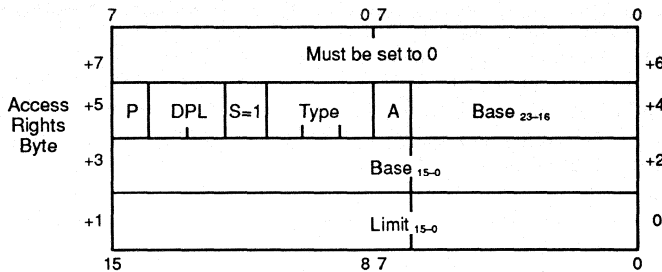 7 0 7 0
+7 Must be set to 0 +6
Access Rights Byte +5 P DPL S=1 Type A Base 23–16 +4
+3 Base 15–0 +2
+1 Limit 15–0 0
15 8 7 0